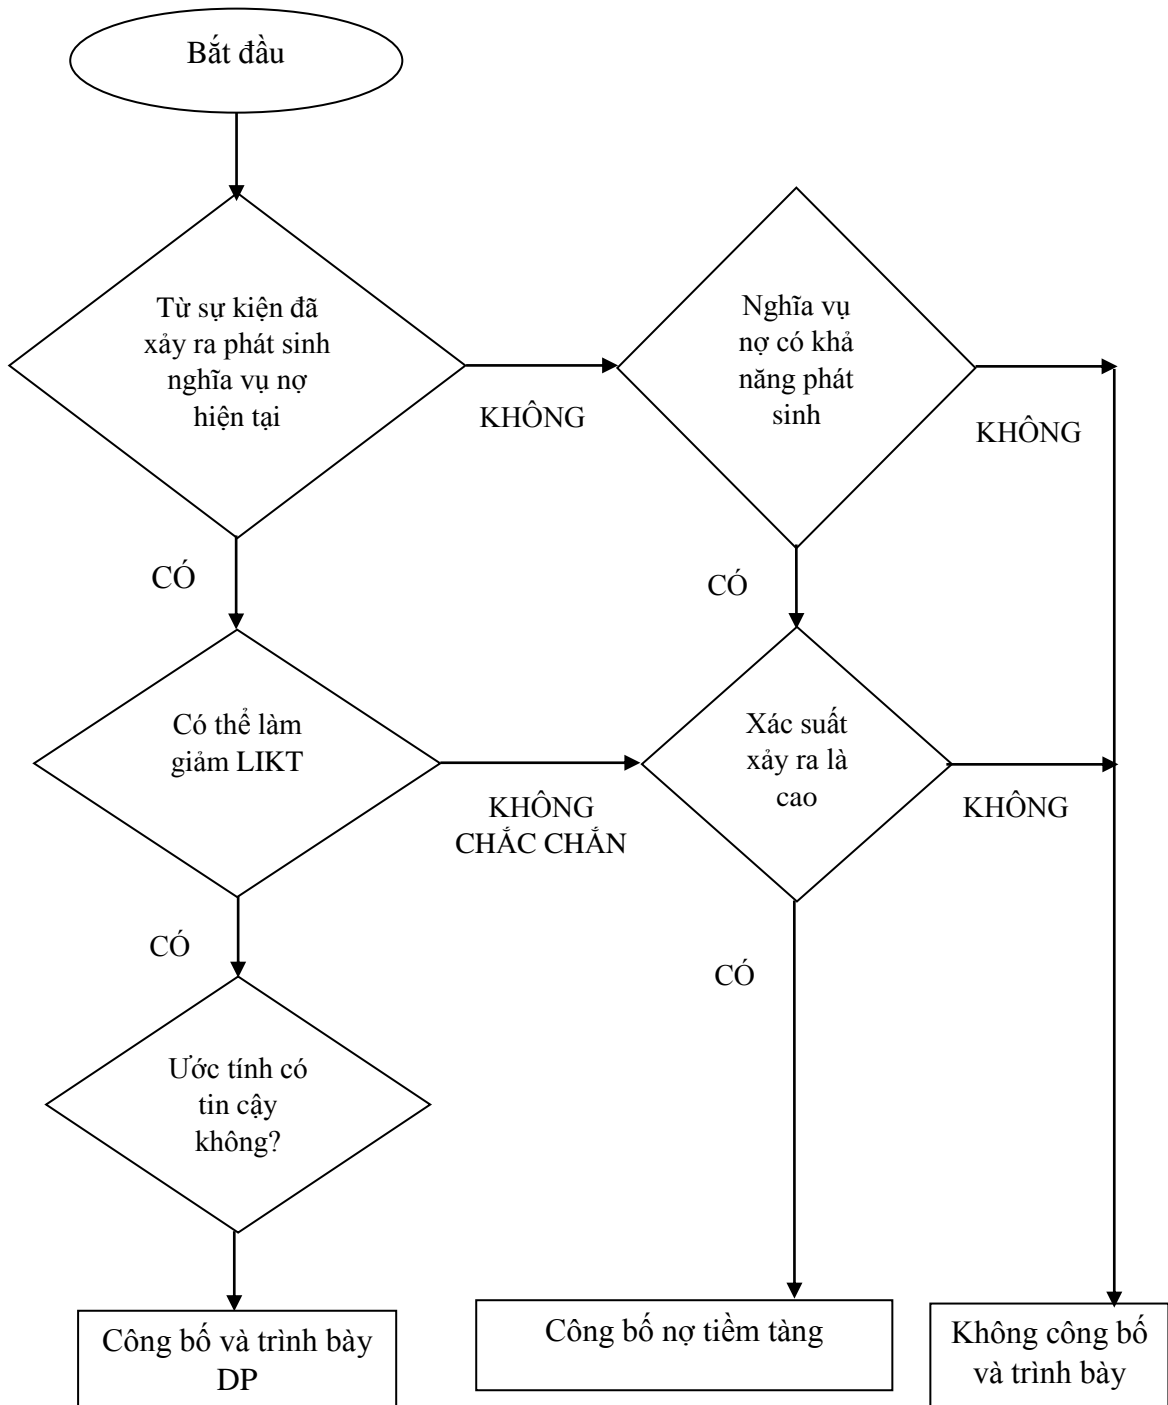 Bắt đầu
Từ sự kiện đã
xảy ra phát sinh
nghĩa vụ nợ
hiện tại
KHÔNG
Nghĩa vụ
nợ có khả
năng phát
sinh
KHÔNG
CÓ
CÓ
Có thể làm
giảm LIKT
KHÔNG
CHẮC CHẮN
Xác suất
xảy ra là
cao
KHÔNG
CÓ
CÓ
Ước tính có
tin cậy
không?
Công bố và trình bày
DP
Công bố nợ tiềm tàng
Không công bố
và trình bày